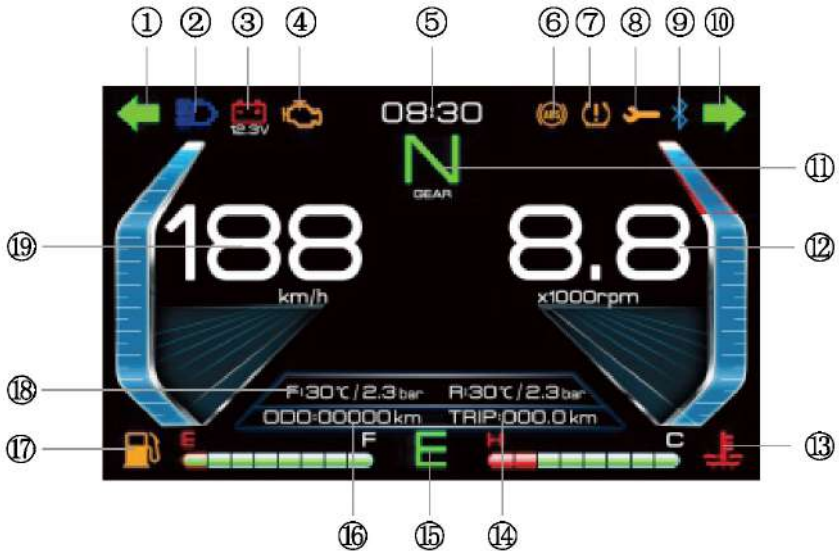 ① ② ③ ④ ⑤ ⑥ ⑦ ⑧ ⑨ ⑩
08:30
12.3V
ABS
N
GEAR
⑪
⑲
188
km/h
8.8
x1000rpm
⑫
⑱
F:30℃/2.3bar R:30℃/2.3bar
ODO:00000km TRIP:000.0km
⑰
E F
E
H C
⑬
⑯ ⑮ ⑭